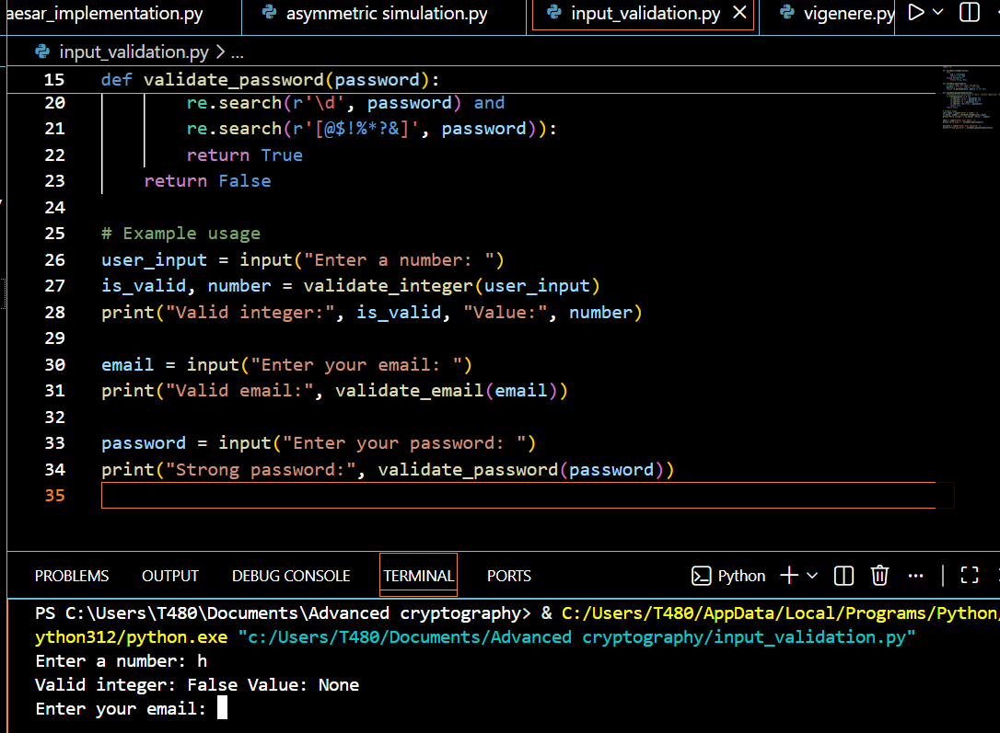 aesar_implementation.py asymmetric simulation.py input_validation.py vigenere.py
input_validation.py > ...
15 def validate_password(password):
20 re.search(r'\d', password) and
21 re.search(r'[@$!%*?&]', password)):
22 return True
23 return False
24
25 # Example usage
26 user_input = input("Enter a number: ")
27 is_valid, number = validate_integer(user_input)
28 print("Valid integer:", is_valid, "Value:", number)
29
30 email = input("Enter your email: ")
31 print("Valid email:", validate_email(email))
32
33 password = input("Enter your password: ")
34 print("Strong password:", validate_password(password))
35
PROBLEMS OUTPUT DEBUG CONSOLE TERMINAL PORTS Python
PS C:\Users\T480\Documents\Advanced cryptography> & C:/Users/T480/AppData/Local/Programs/Python/
ython312/python.exe "c:/Users/T480/Documents/Advanced cryptography/input_validation.py"
Enter a number: h
Valid integer: False Value: None
Enter your email: